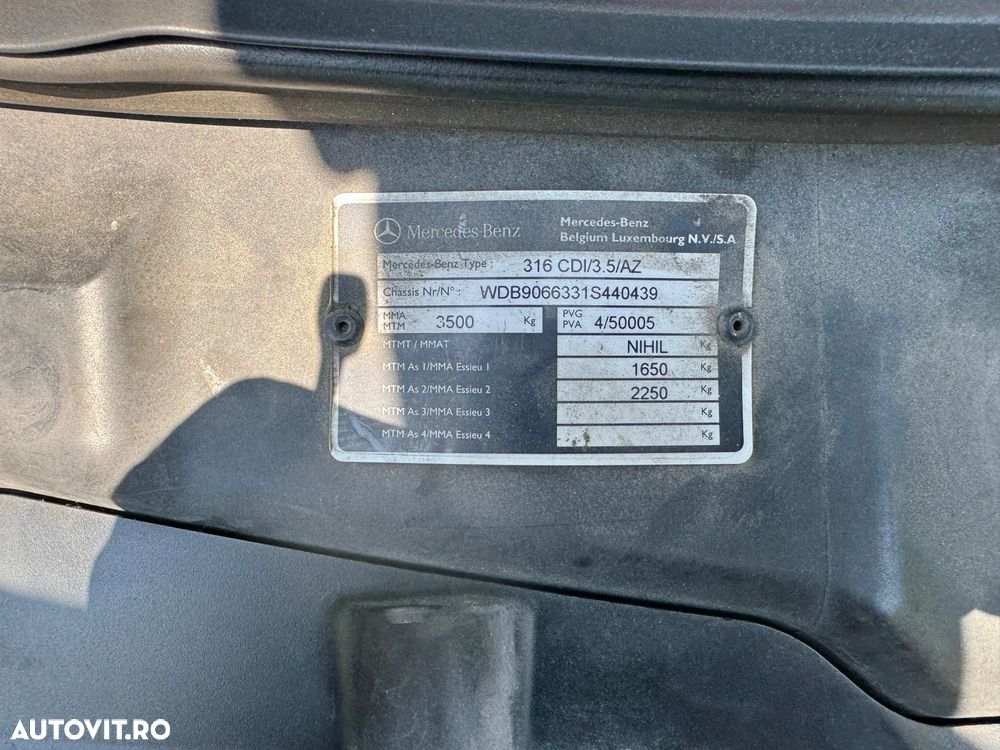 Mercedes-Benz
Mercedes-Benz
Belgium Luxembourg N.V./S.A
Mercedes-Benz Type : 316 CDI/3.5/AZ
Chassis Nr/N° : WDB9066331S440439
MMA
MTM 3500 Kg
PVG
PVA 4/50005
MTMT / MMAT NIHIL Kg
MTM As 1/MMA Essieu 1 1650 Kg
MTM As 2/MMA Essieu 2 2250 Kg
MTM As 3/MMA Essieu 3 Kg
MTM As 4/MMA Essieu 4 Kg
AUTOVIT.RO